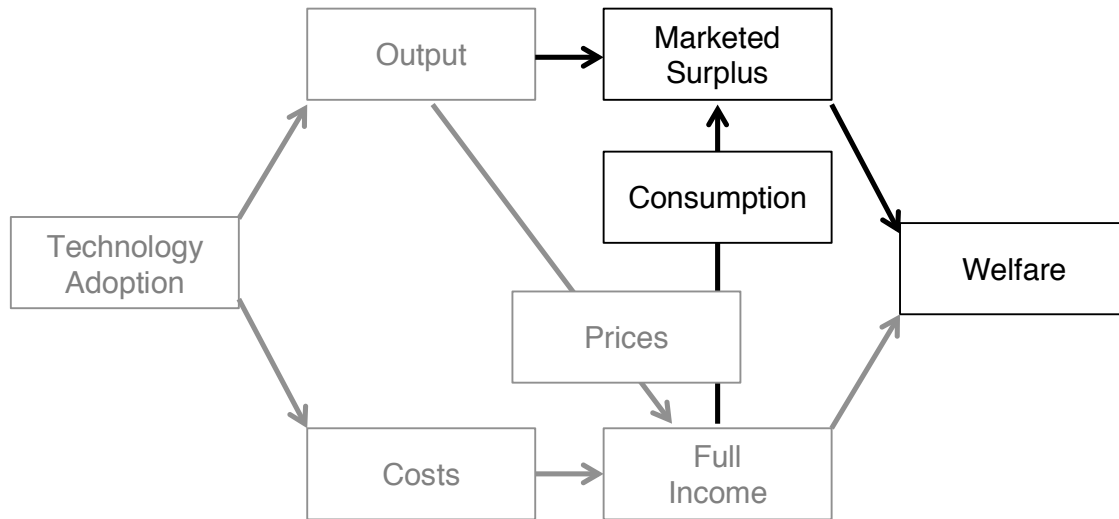 Output
Marketed
Surplus
Consumption
Technology
Adoption
Welfare
Prices
Costs
Full
Income